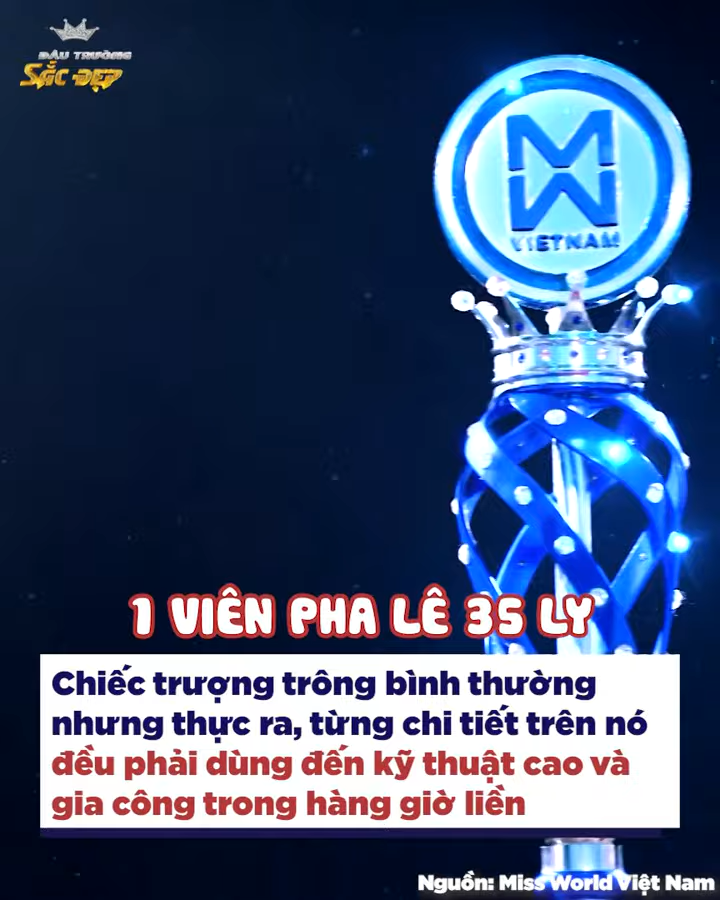 ĐẤU TRƯỜNG
SẮC ĐẸP
MW
VIETNAM
1 VIÊN PHA LÊ 35 LY
Chiếc trượng trông bình thường
nhưng thực ra, từng chi tiết trên nó
đều phải dùng đến kỹ thuật cao và
gia công trong hàng giờ liền
Nguồn: Miss World Việt Nam